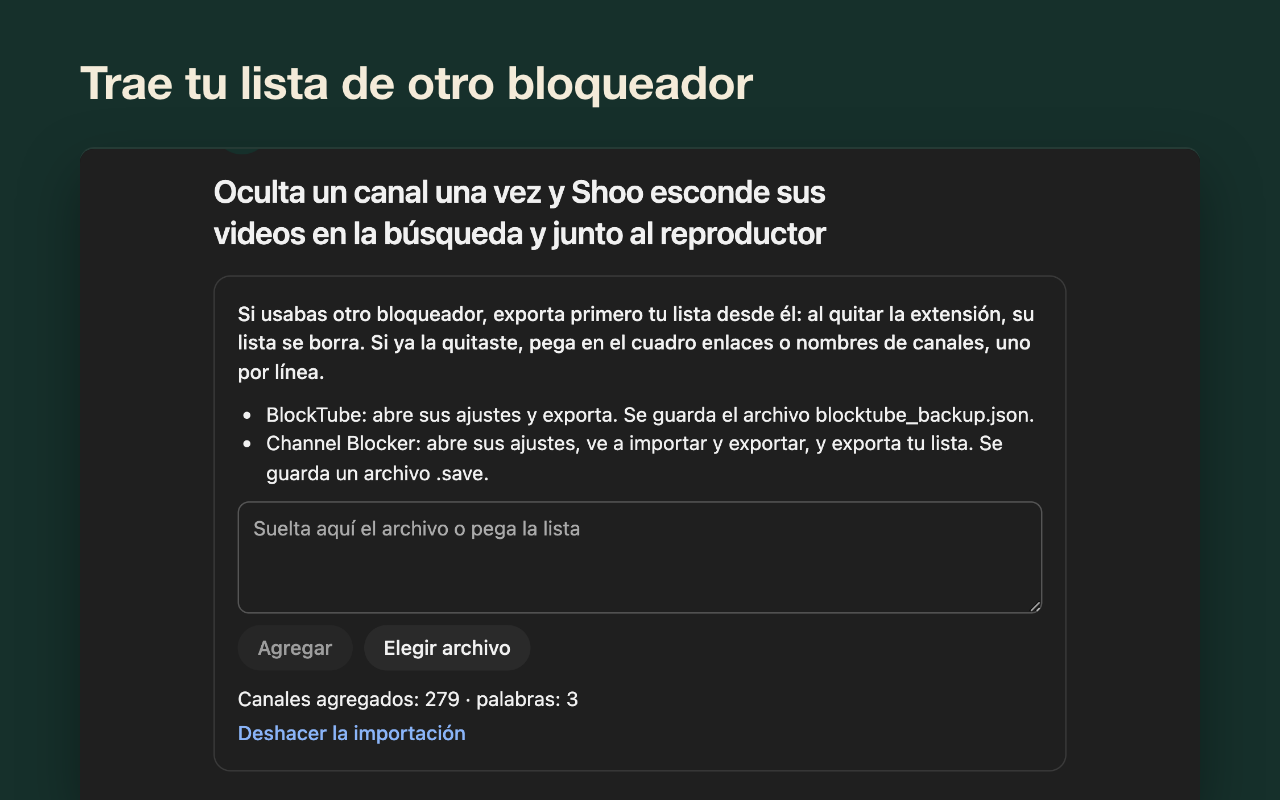 Trae tu lista de otro bloqueador
Oculta un canal una vez y Shoo esconde sus
videos en la búsqueda y junto al reproductor
Si usabas otro bloqueador, exporta primero tu lista desde él: al quitar la extensión, su
lista se borra. Si ya la quitaste, pega en el cuadro enlaces o nombres de canales, uno
por línea.
• BlockTube: abre sus ajustes y exporta. Se guarda el archivo blocktube_backup.json.
• Channel Blocker: abre sus ajustes, ve a importar y exportar, y exporta tu lista. Se
guarda un archivo .save.
Suelta aquí el archivo o pega la lista
Agregar Elegir archivo
Canales agregados: 279 · palabras: 3
Deshacer la importación